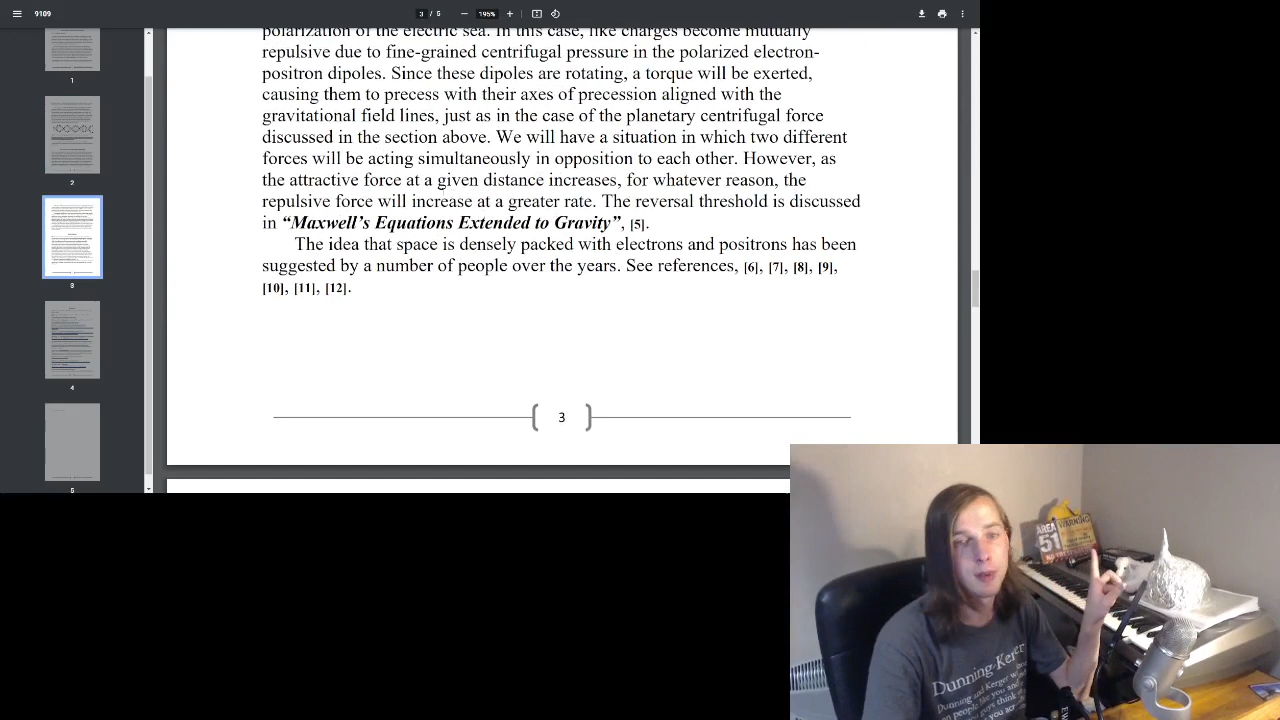 9109
3 / 5
195%
polarization of the electric sea. In this case, like charges become mutually
repulsive due to fine-grained centrifugal pressure in the polarized electron-
positron dipoles. Since these dipoles are rotating, a torque will be exerted,
causing them to precess with their axes of precession aligned with the
gravitational field lines, just as in the case of the planetary centrifugal force
discussed in the section above. We will have a situation in which two different
forces will be acting simultaneously in opposition to each other. However, as
the attractive force at a given distance increases, for whatever reason, the
repulsive force will increase at a greater rate. The reversal threshold is discussed
in “Maxwell’s Equations Extended to Gravity”, [5].
The idea that space is densely packed with electrons and positrons has been
suggested by a number of people over the years. See references, [6], [7], [8], [9],
[10], [11], [12].
3
1
2
3
4
5
AREA
51
WARNING
Dunning-Kerger
Dunning and Kerger